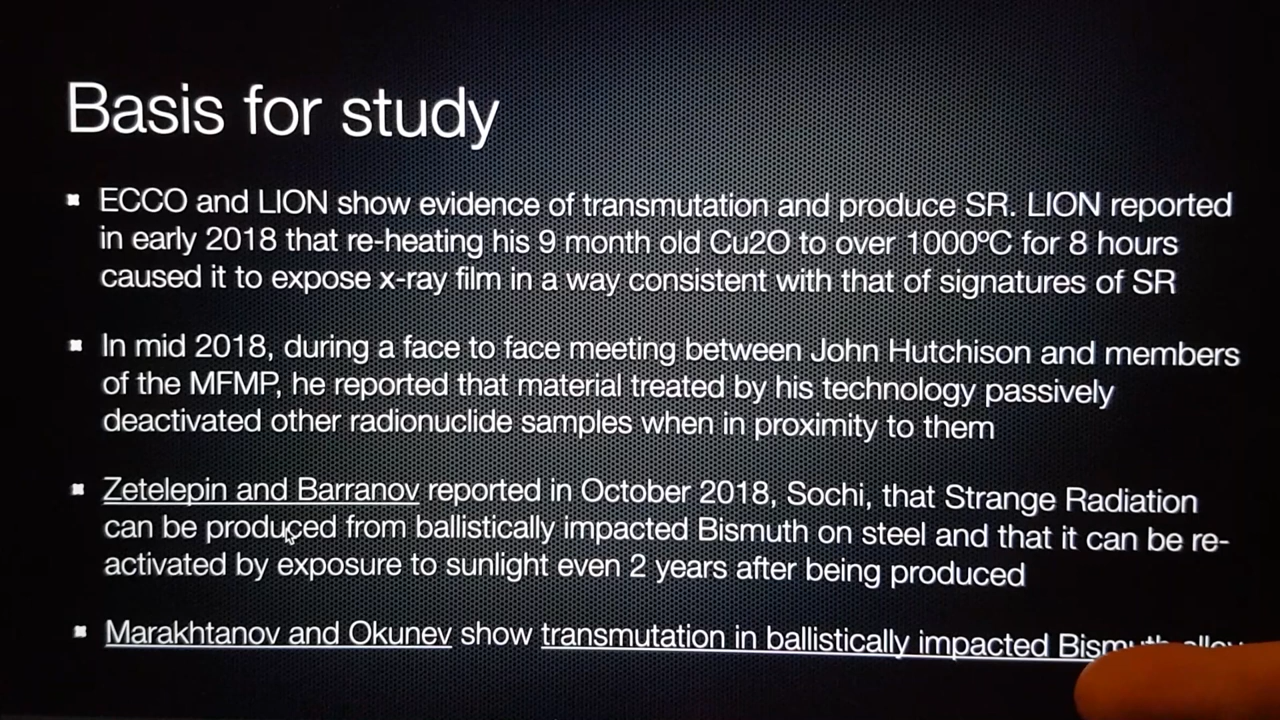 Basis for study
ECCO and LION show evidence of transmutation and produce SR. LION reported
in early 2018 that re-heating his 9 month old Cu2O to over 1000ºC for 8 hours
caused it to expose x-ray film in a way consistent with that of signatures of SR
In mid 2018, during a face to face meeting between John Hutchison and members
of the MFMP, he reported that material treated by his technology passively
deactivated other radionuclide samples when in proximity to them
Zetelepin and Barranov reported in October 2018, Sochi, that Strange Radiation
can be produced from ballistically impacted Bismuth on steel and that it can be re-
activated by exposure to sunlight even 2 years after being produced
Marakhtanov and Okunev show transmutation in ballistically impacted Bismuth alloy